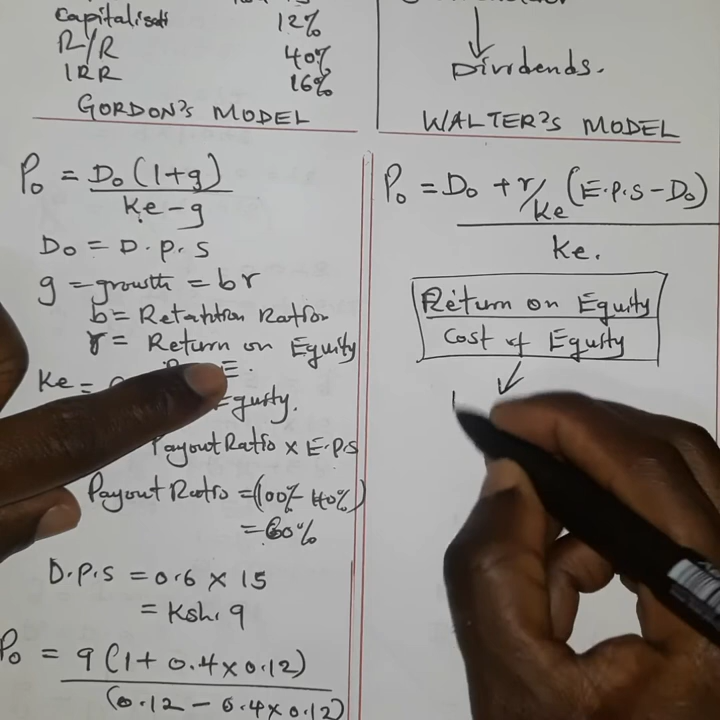 Capitalisati 12%
R/R 40%
IRR 16%
GORDON'S MODEL
P₀ = D₀ (1+g)
Ke-g
D₀ = D.p.s
g = growth = br
b = Retention Ration
r = Return on Equity
Ke =
Equity.
Payout Ratio x E.p.s
Payout Ratio = (100% - 40%)
= 60%
D.p.s = 0.6 x 15
= Ksh. 9
P₀ = 9 (1 + 0.4 x 0.12)
(0.12 - 0.4 x 0.12)
Dividends.
WALTER'S MODEL
P₀ = D₀ + r/Ke (E.p.s - D₀)
Ke.
Return on Equity
Cost of Equity